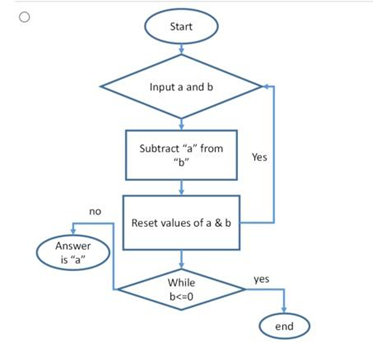 Start
Input a and b
Subtract "a" from
"b"
Yes
Reset values of a & b
no
Answer
is "a"
While
b<=0
yes
end